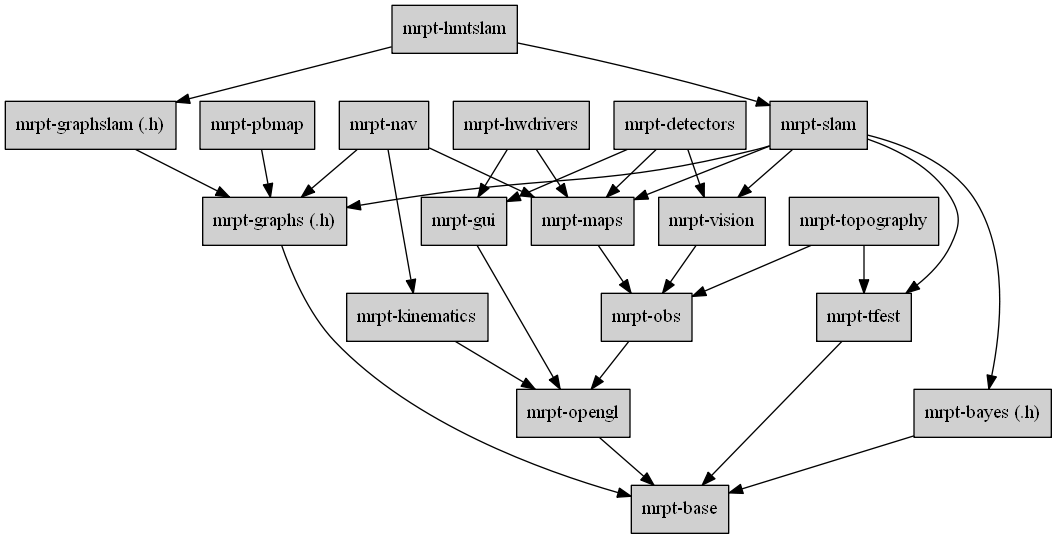 mrpt-hmtslam
mrpt-graphslam (.h)
mrpt-pbmap
mrpt-nav
mrpt-hwdrivers
mrpt-detectors
mrpt-slam
mrpt-graphs (.h)
mrpt-gui
mrpt-maps
mrpt-vision
mrpt-topography
mrpt-kinematics
mrpt-obs
mrpt-tfest
mrpt-opengl
mrpt-bayes (.h)
mrpt-base